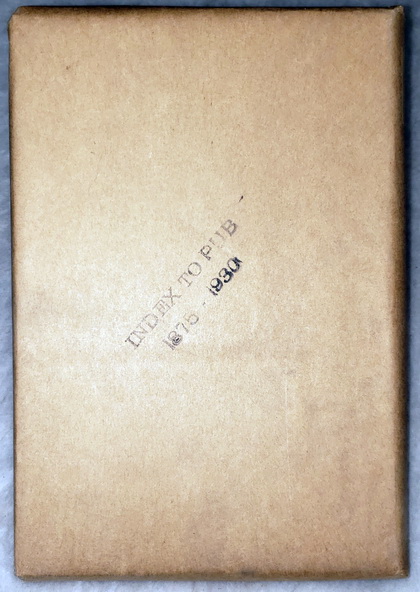 INDEX TO PUB
1875 - 1930